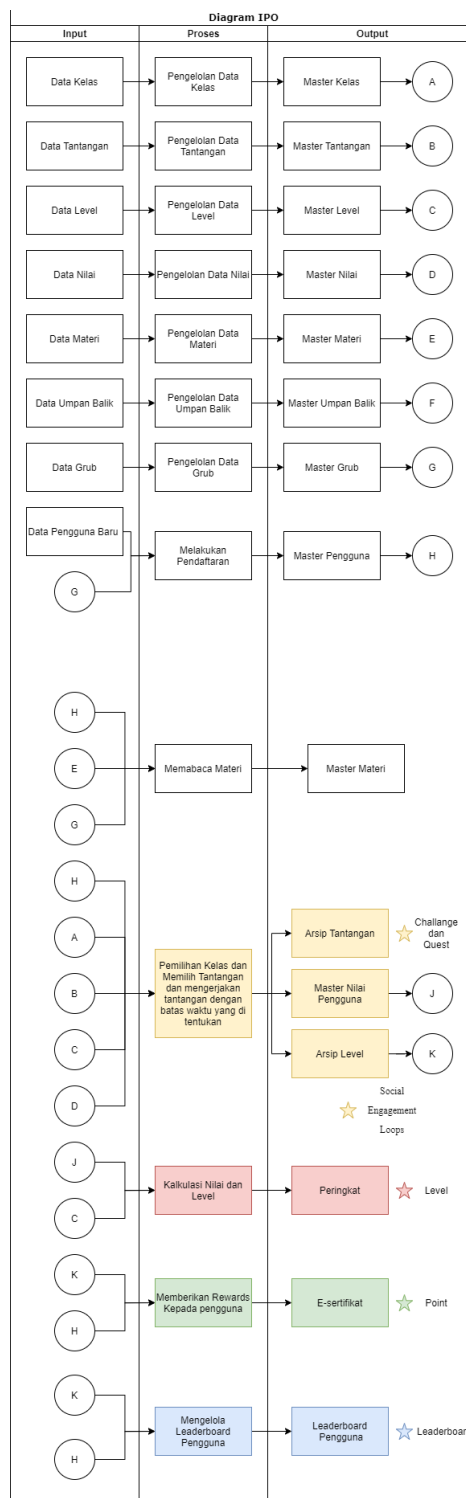 Diagram IPO
Input
Proses
Output
Data Kelas
Pengelolan Data
Kelas
Master Kelas
A
Data Tantangan
Pengelolan Data
Tantangan
Master Tantangan
B
Data Level
Pengelolan Data
Level
Master Level
C
Data Nilai
Pengelolan Data Nilai
Master Nilai
D
Data Materi
Pengelolan Data
Materi
Master Materi
E
Data Umpan Balik
Pengelolan Data
Umpan Balik
Master Umpan Balik
F
Data Grub
Pengelolan Data
Grub
Master Grub
G
Data Pengguna Baru
G
Melakukan
Pendaftaran
Master Pengguna
H
H
E
G
Memabaca Materi
Master Materi
H
A
B
C
D
Pemilihan Kelas dan
Memilih Tantangan
dan mengerjakan
tantangan dengan
batas waktu yang di
tentukan
Arsip Tantangan
Challange
dan
Quest
Master Nilai
Pengguna
J
Arsip Level
K
Social
Engagement
Loops
J
C
Kalkulasi Nilai dan
Level
Peringkat
Level
K
H
Memberikan Rewards
Kepada pengguna
E-sertifikat
Point
K
H
Mengelola
Leaderboard
Pengguna
Leaderboard
Pengguna
Leaderboar